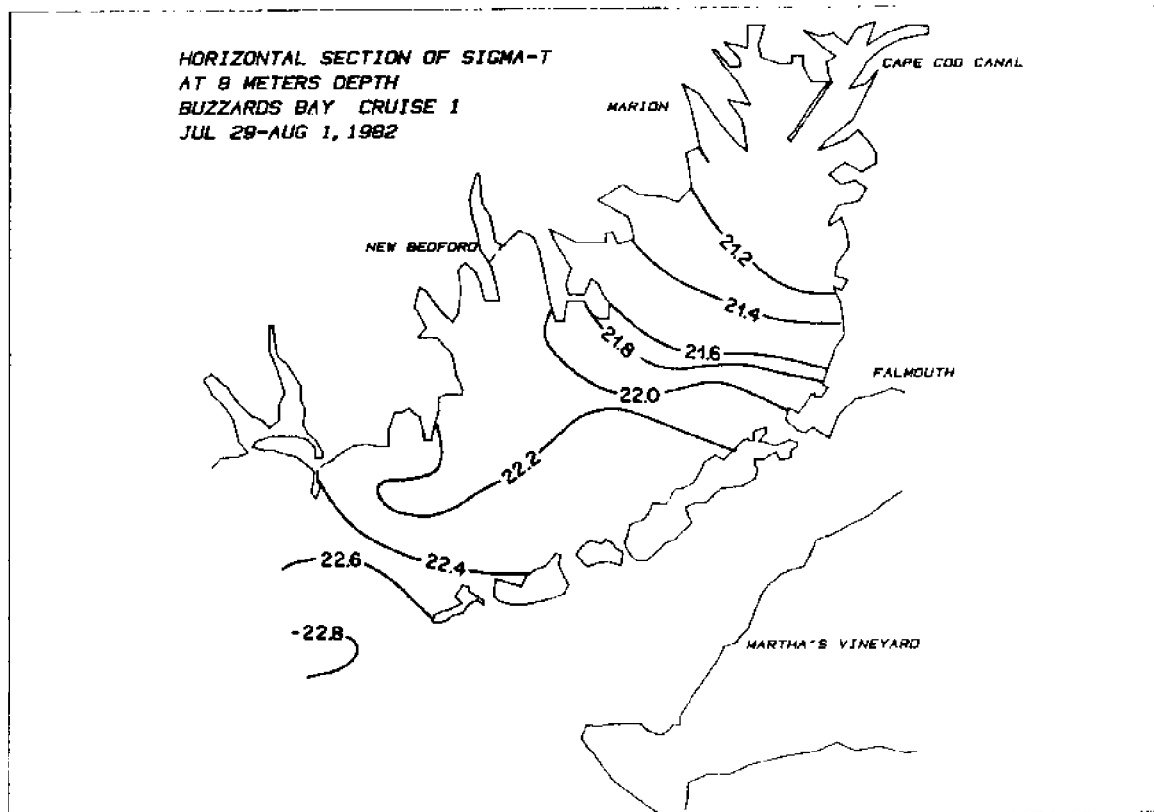 HORIZONTAL SECTION OF SIGMA-T
AT 8 METERS DEPTH
BUZZARDS BAY CRUISE 1
JUL 29-AUG 1, 1982
CAPE COD CANAL
MARION
NEW BEDFORD
21.2
21.4
21.8
21.6
FALMOUTH
22.0
22.2
22.6
22.4
22.8
MARTHA'S VINEYARD